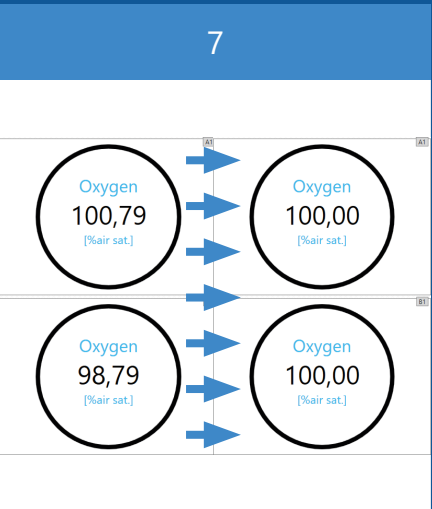 7
A1
A1
Oxygen
100,79
[%air sat.]
Oxygen
100,00
[%air sat.]
B1
Oxygen
98,79
[%air sat.]
Oxygen
100,00
[%air sat.]